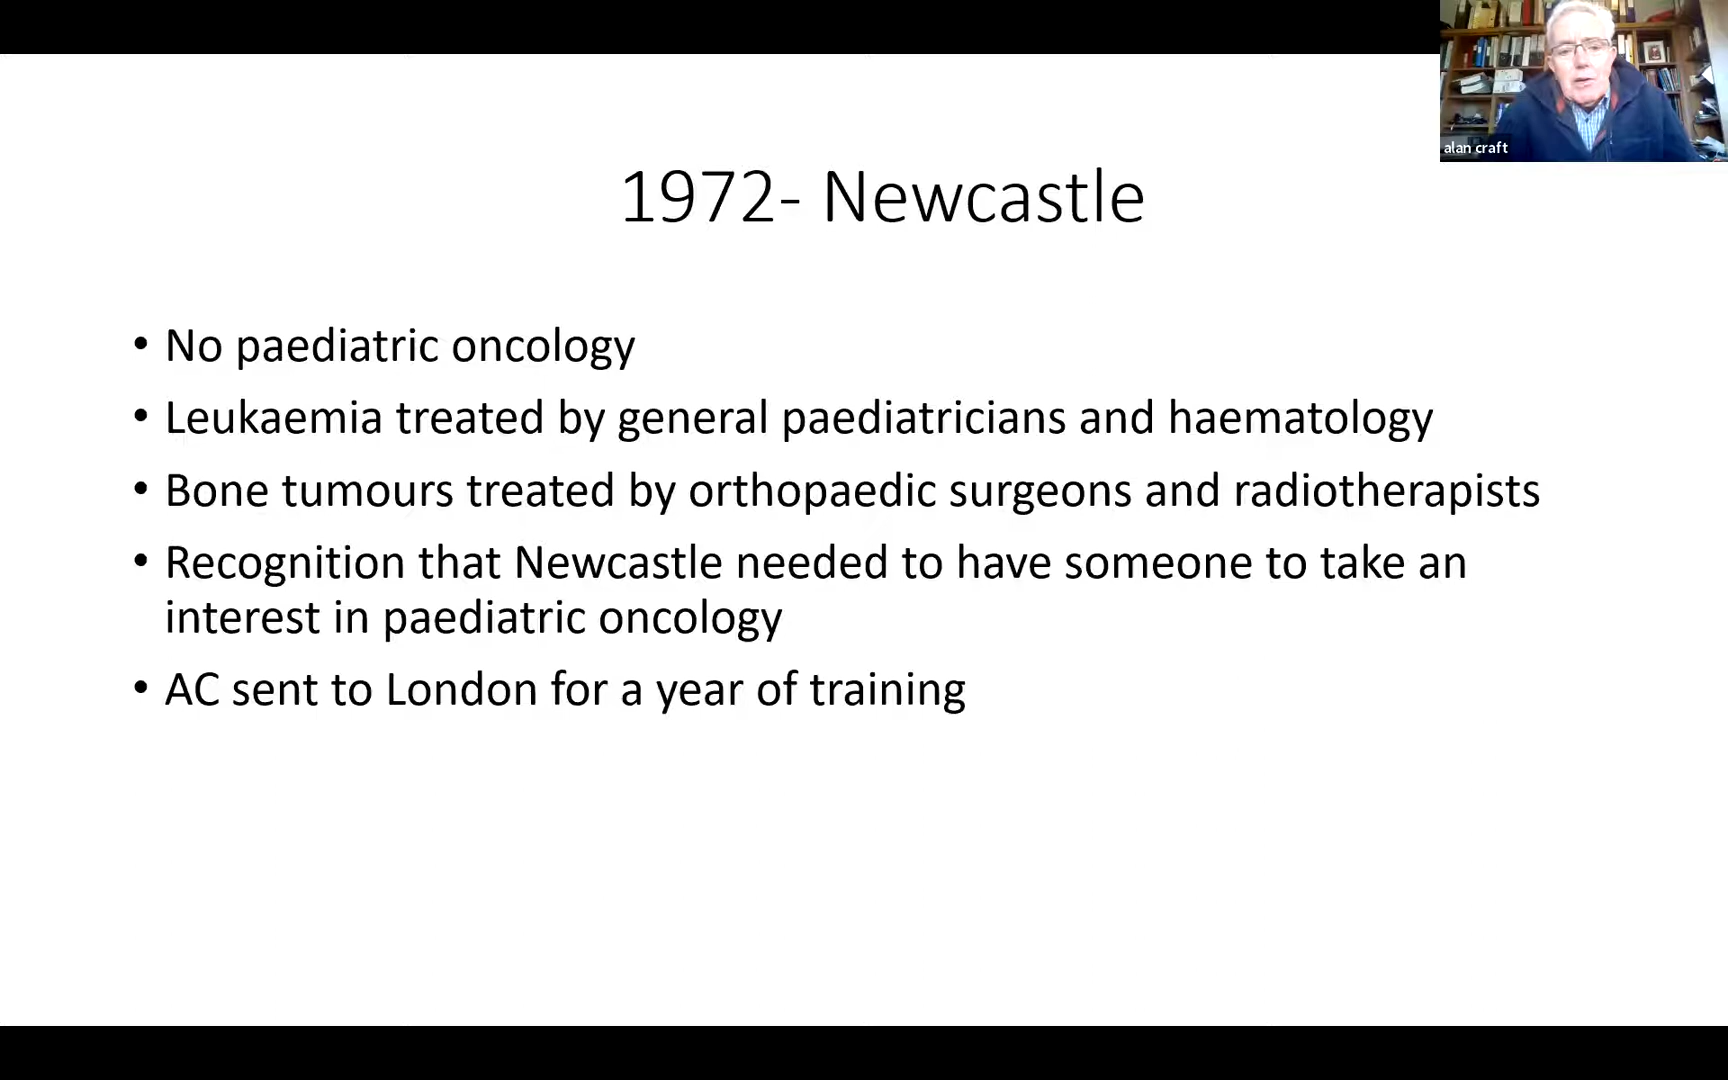 alan craft
1972- Newcastle
• No paediatric oncology
• Leukaemia treated by general paediatricians and haematology
• Bone tumours treated by orthopaedic surgeons and radiotherapists
• Recognition that Newcastle needed to have someone to take an
interest in paediatric oncology
• AC sent to London for a year of training